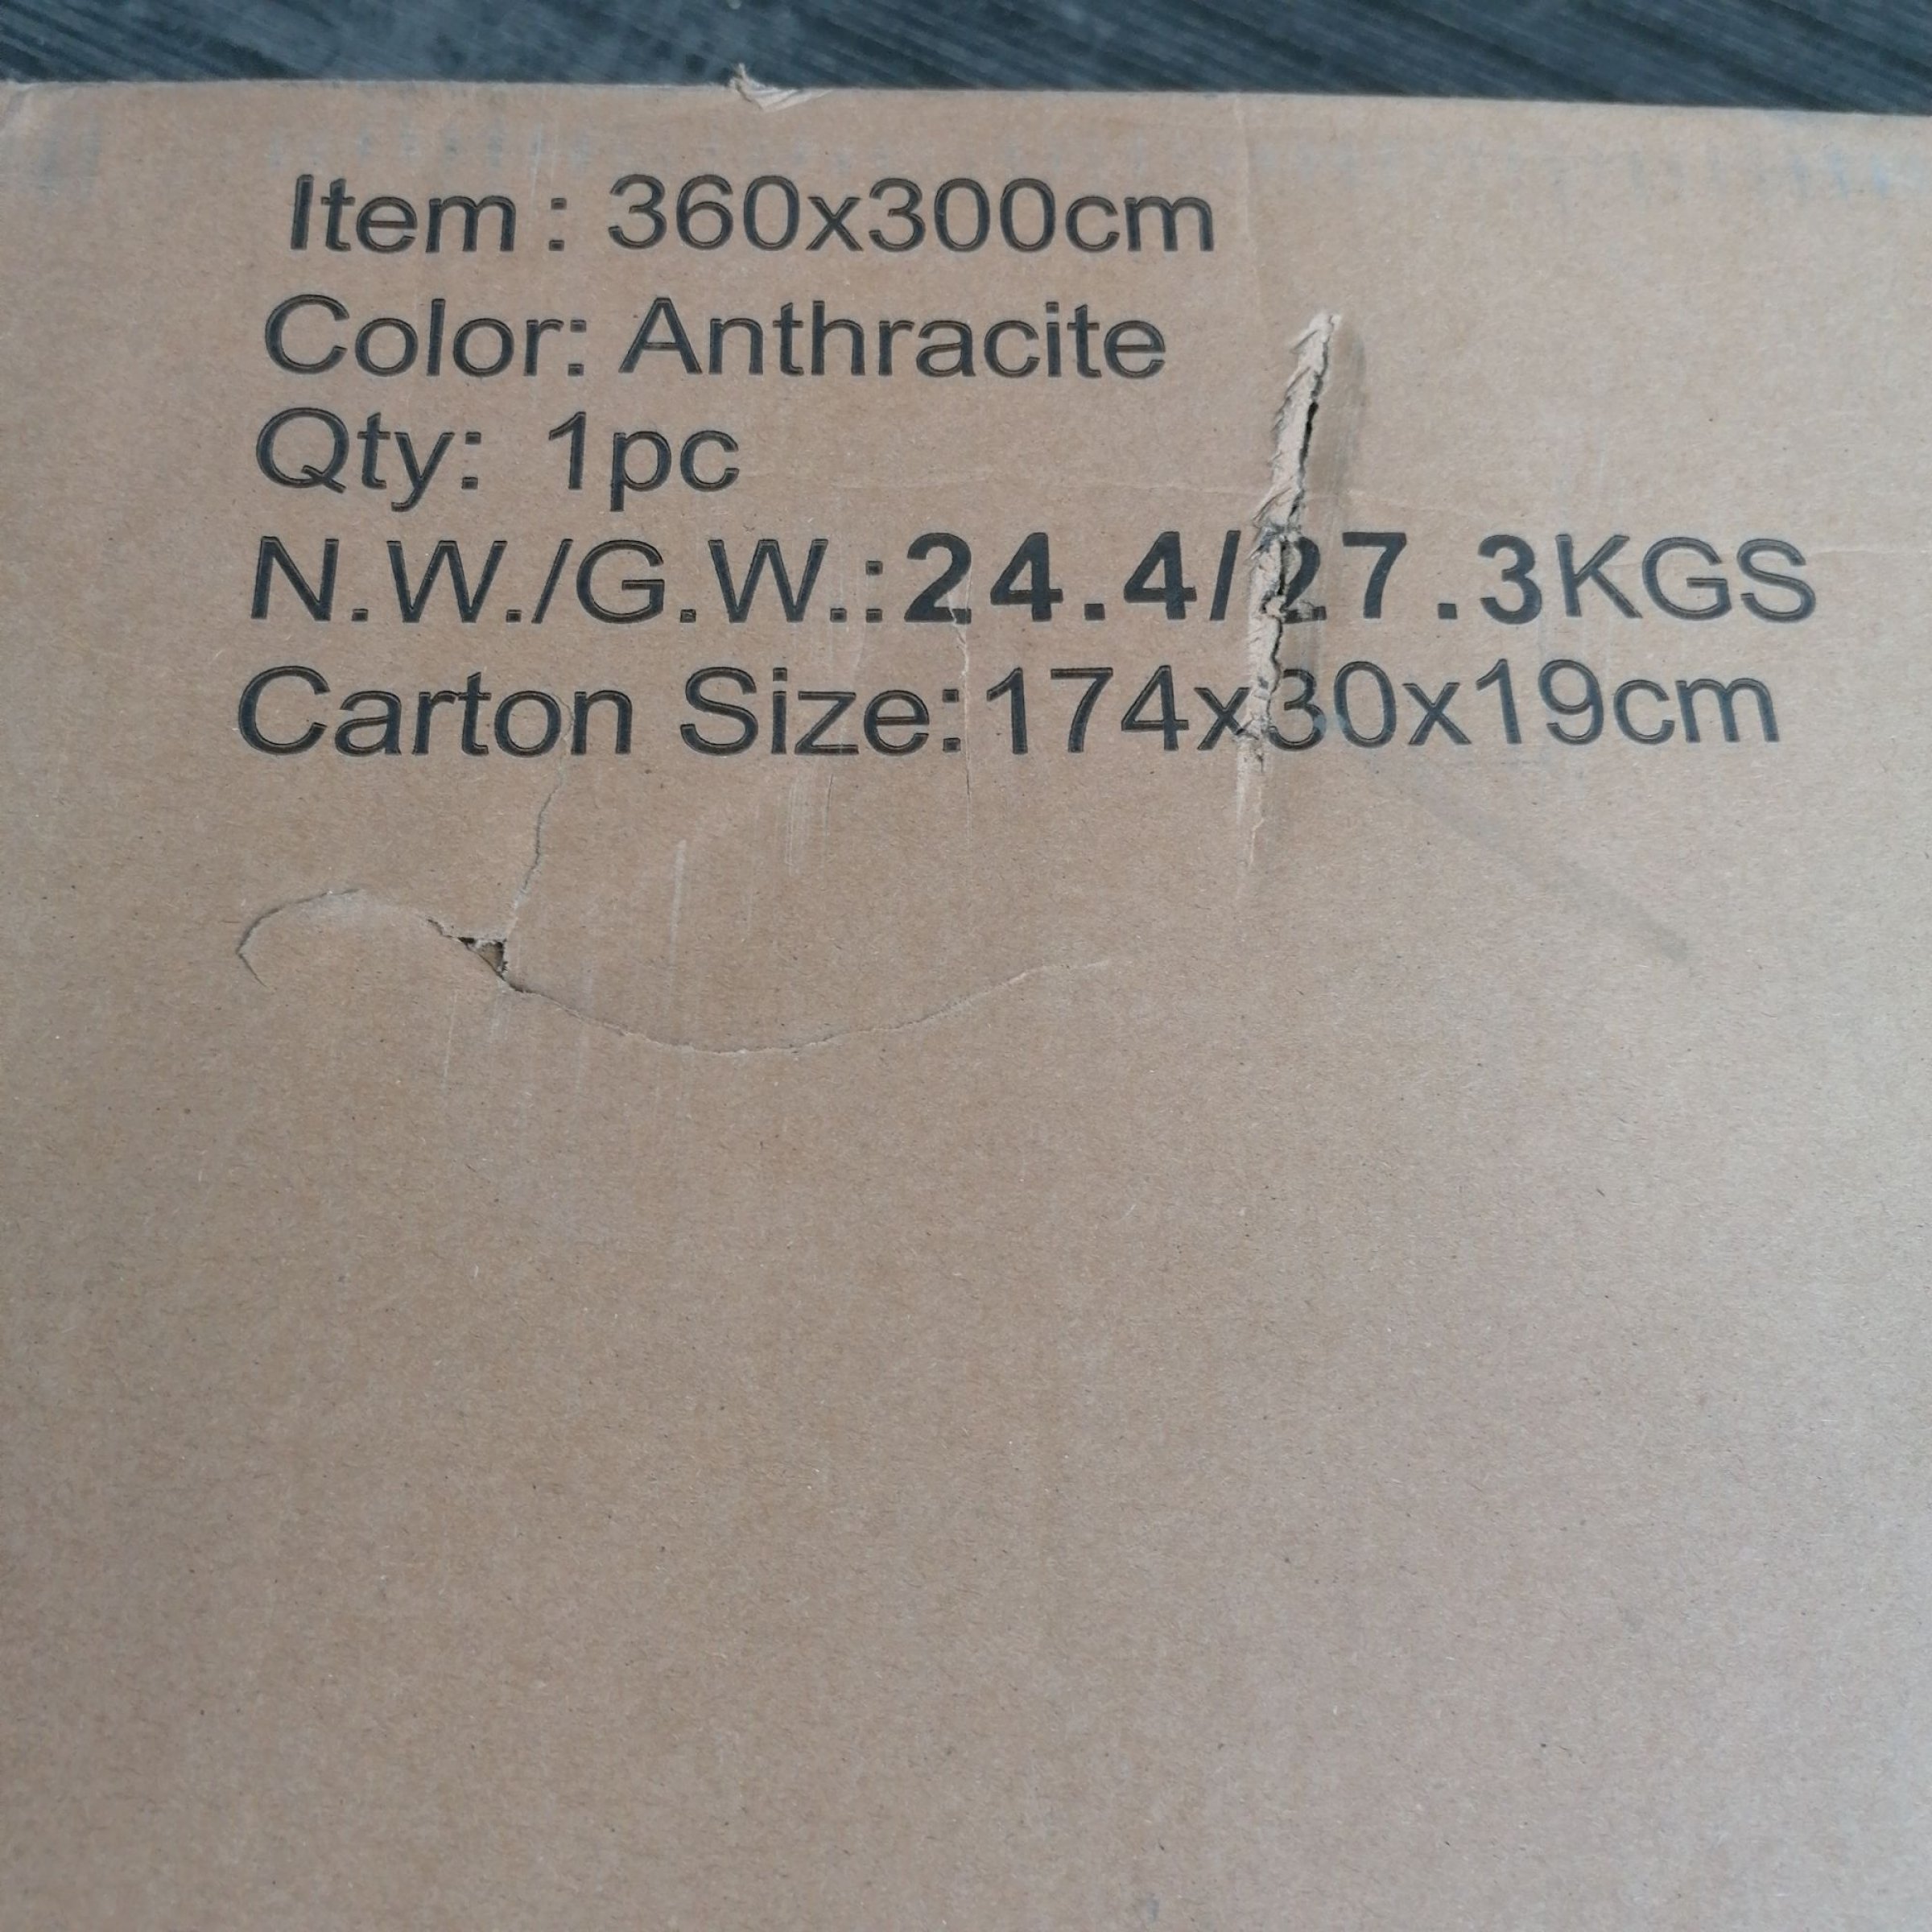 Item : 360x300cm
Color: Anthracite
Qty: 1pc
N.W./G.W.:24.4/27.3KGS
Carton Size:174x30x19cm